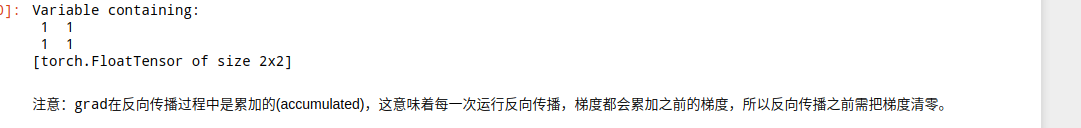 ]: Variable containing:
1 1
1 1
[torch.FloatTensor of size 2x2]
注意：grad在反向传播过程中是累加的(accumulated)，这意味着每一次运行反向传播，梯度都会累加之前的梯度，所以反向传播之前需把梯度清零。